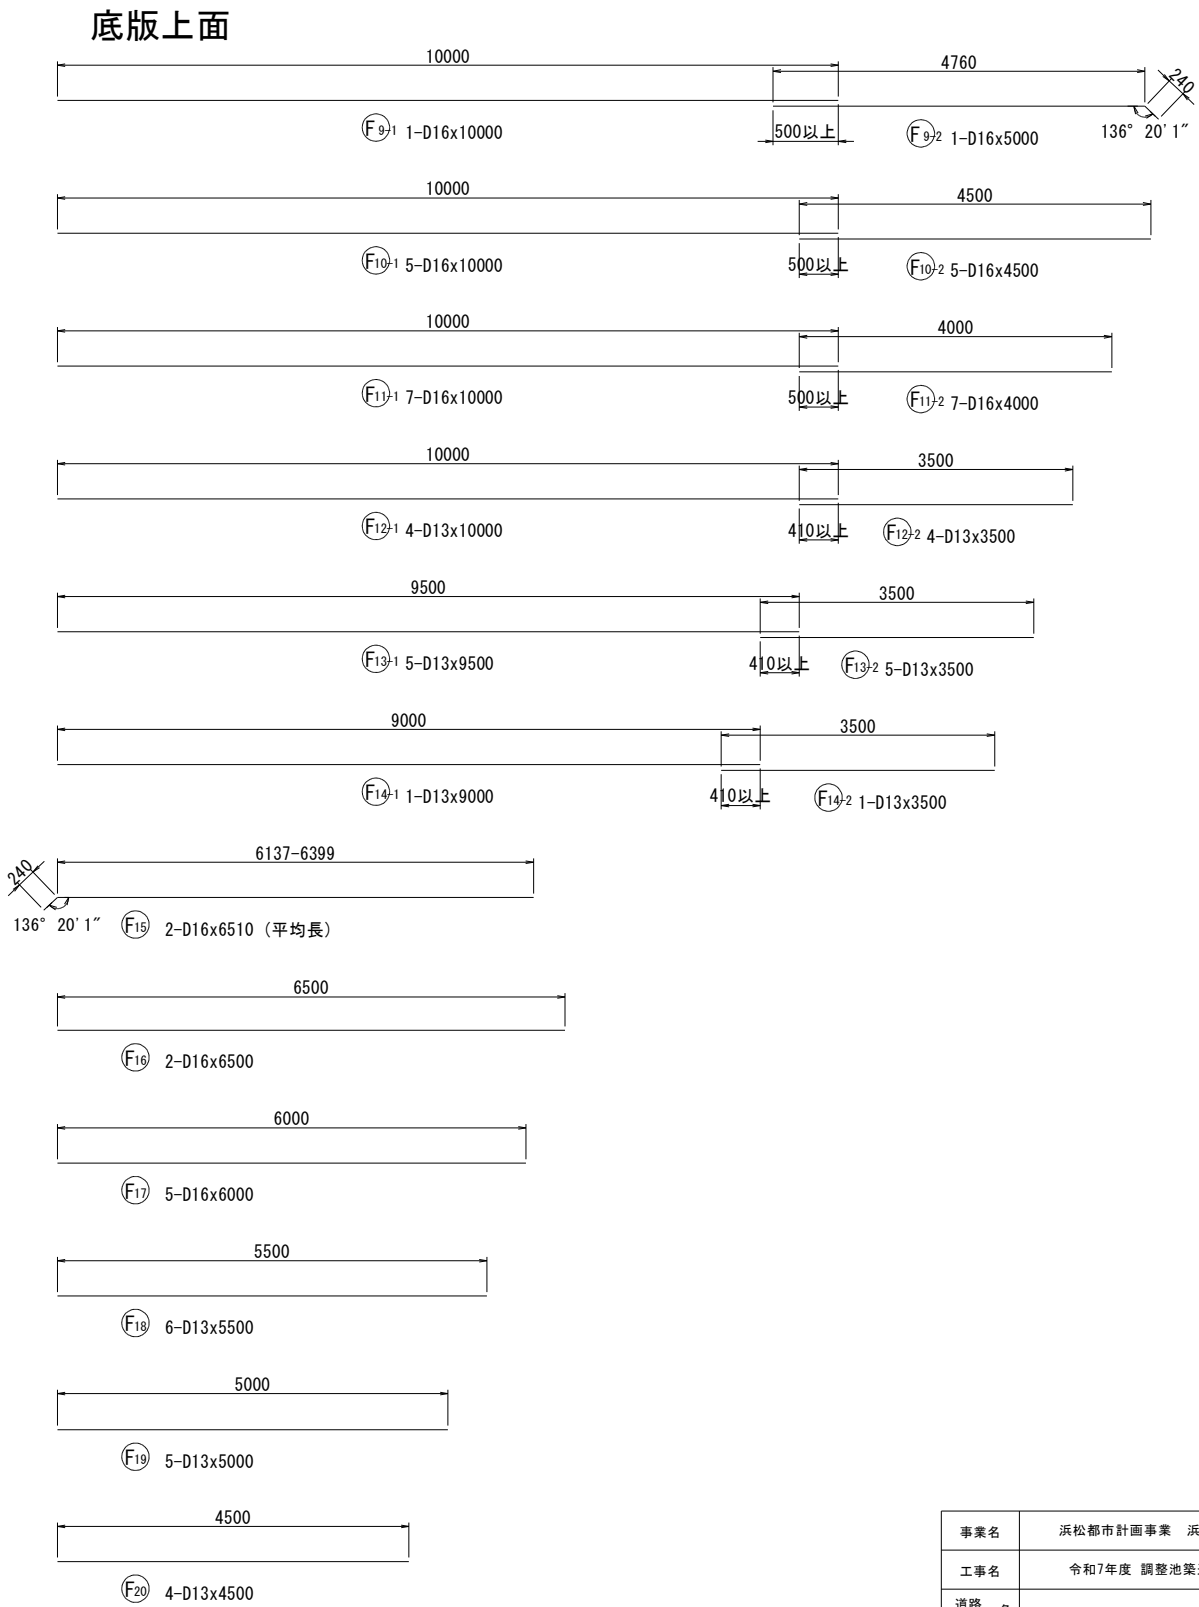 底版上面
10000
4760
240
F9-1 1-D16x10000
500以上
F9-2 1-D16x5000
136° 20' 1"
10000
4500
F10-1 5-D16x10000
500以上
F10-2 5-D16x4500
10000
4000
F11-1 7-D16x10000
500以上
F11-2 7-D16x4000
10000
3500
F12-1 4-D13x10000
410以上
F12-2 4-D13x3500
9500
3500
F13-1 5-D13x9500
410以上
F13-2 5-D13x3500
9000
3500
F14-1 1-D13x9000
410以上
F14-2 1-D13x3500
240
6137-6399
136° 20' 1"
F15 2-D16x6510 (平均長)
6500
F16 2-D16x6500
6000
F17 5-D16x6000
5500
F18 6-D13x5500
5000
F19 5-D13x5000
4500
F20 4-D13x4500
事業名 浜松都市計画事業 浜
工事名 令和7年度 調整池築
道路 名